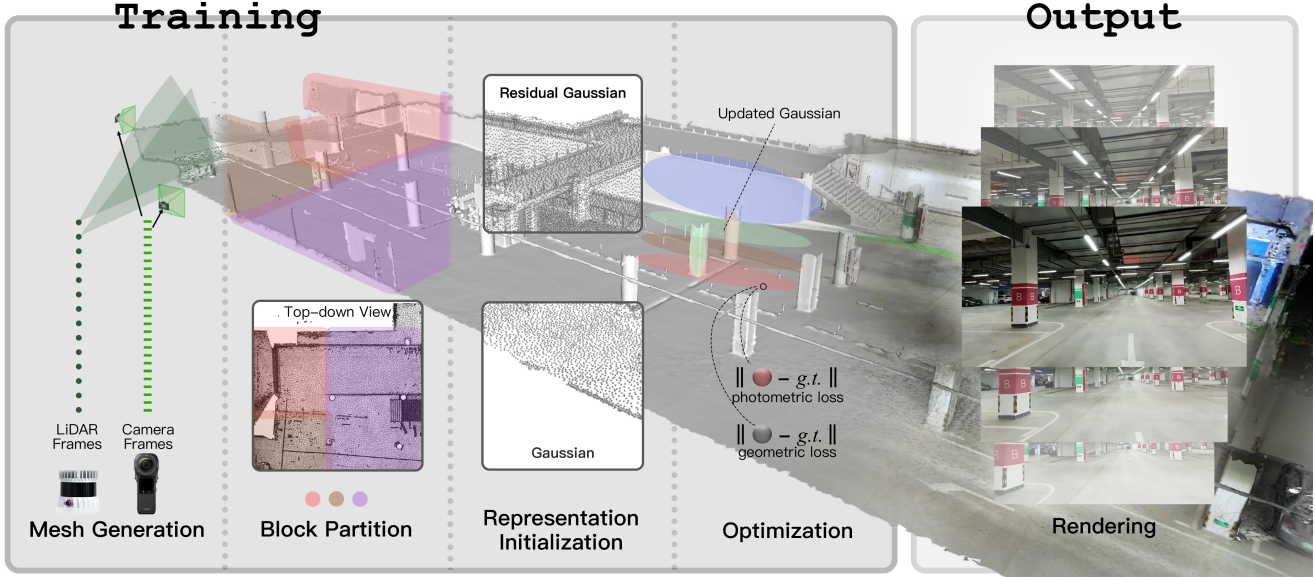 Training
Output
Residual Gaussian
Updated Gaussian
Top-down View
LiDAR
Frames
Camera
Frames
Gaussian
‖ - g.t. ‖
photometric loss
‖ - g.t. ‖
geometric loss
B
B
B
B
B
B
Mesh Generation
Block Partition
Representation
Initialization
Optimization
Rendering